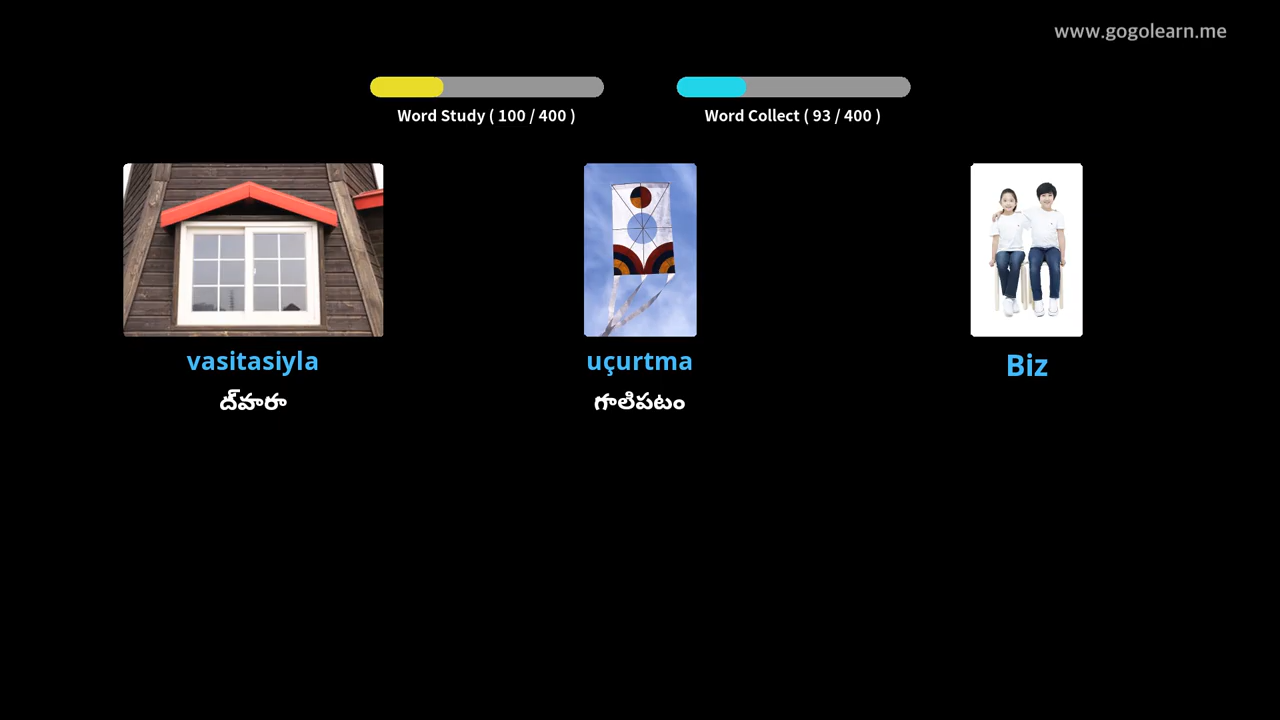 www.gogolearn.me
Word Study ( 100 / 400 )
Word Collect ( 93 / 400 )
vasitasiyla
uçurtma
Biz
ద్వారా
గాలిపటం